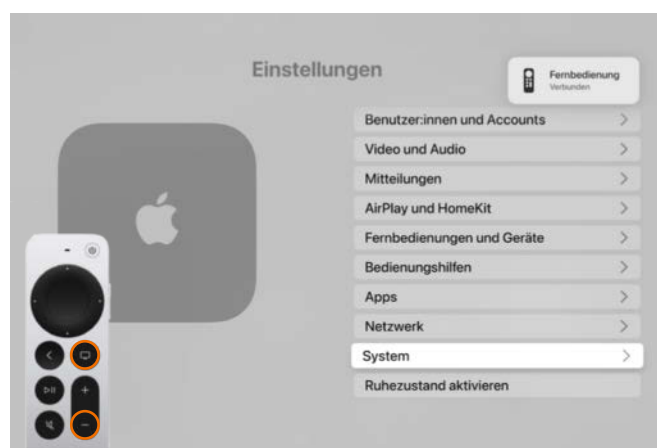 Einstellungen
Fernbedienung
Verbunden
Benutzer:innen und Accounts
Video und Audio
Mitteilungen
AirPlay und HomeKit
Fernbedienungen und Geräte
Bedienungshilfen
Apps
Netzwerk
System
Ruhezustand aktivieren